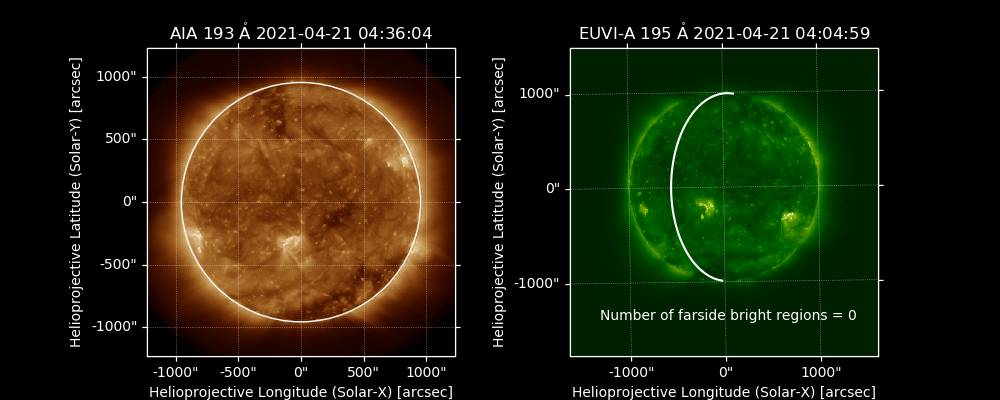 AIA 193 Å 2021-04-21 04:36:04
Helioprojective Latitude (Solar-Y) [arcsec]
1000"
500"
0"
-500"
-1000"
-1000"
-500"
0"
500"
1000"
Helioprojective Longitude (Solar-X) [arcsec]
EUVI-A 195 Å 2021-04-21 04:04:59
Helioprojective Latitude (Solar-Y) [arcsec]
1000"
0"
-1000"
Number of farside bright regions = 0
-1000"
0"
1000"
Helioprojective Longitude (Solar-X) [arcsec]